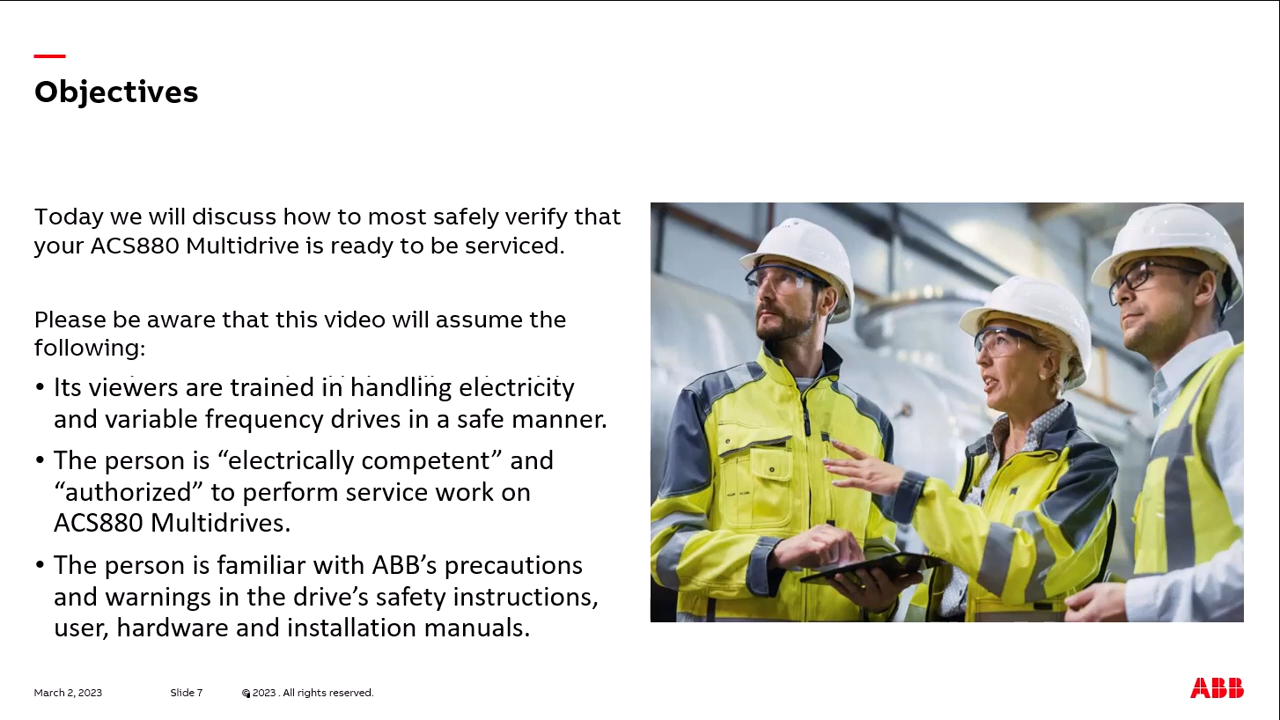 Objectives
Today we will discuss how to most safely verify that
your ACS880 Multidrive is ready to be serviced.
Please be aware that this video will assume the
following:
• Its viewers are trained in handling electricity
and variable frequency drives in a safe manner.
• The person is “electrically competent” and
“authorized” to perform service work on
ACS880 Multidrives.
• The person is familiar with ABB’s precautions
and warnings in the drive’s safety instructions,
user, hardware and installation manuals.
March 2, 2023 Slide 7 © 2023 . All rights reserved.
ABB